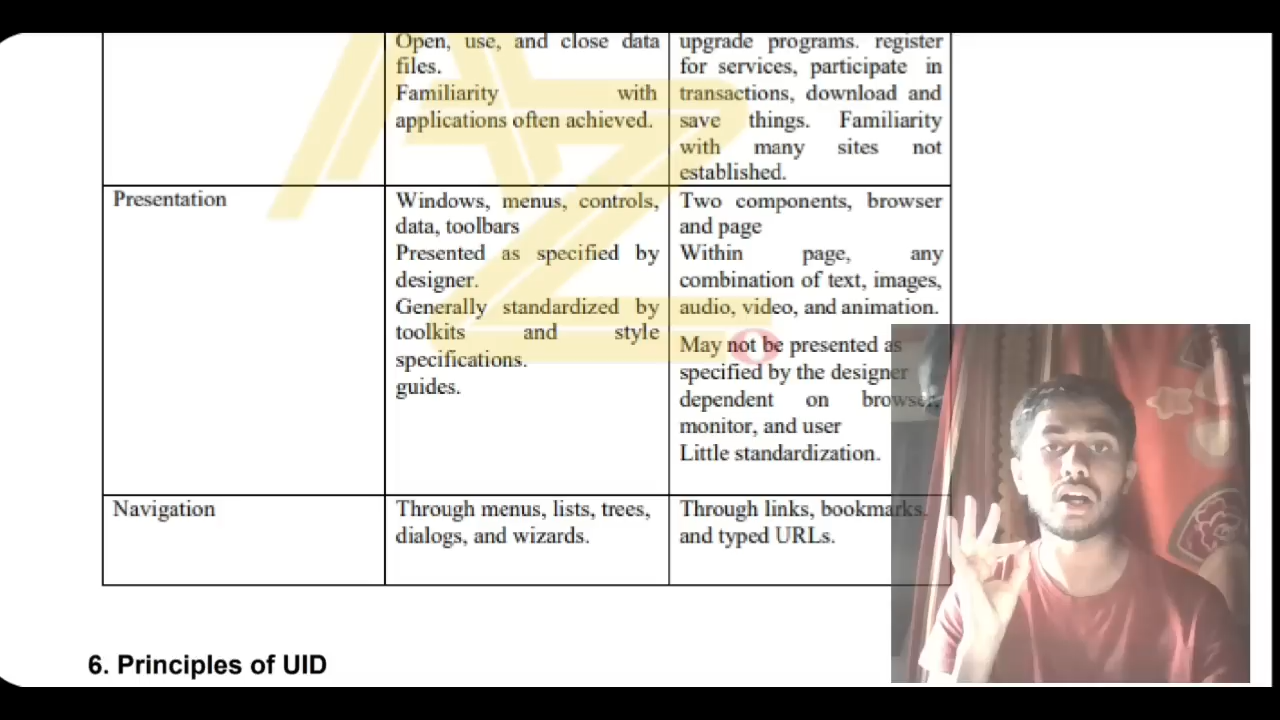 Open, use, and close data
files.
Familiarity with
applications often achieved.
upgrade programs. register
for services, participate in
transactions, download and
save things. Familiarity
with many sites not
established.
Presentation
Windows, menus, controls,
data, toolbars
Presented as specified by
designer.
Generally standardized by
toolkits and style
specifications.
guides.
Two components, browser
and page
Within page, any
combination of text, images,
audio, video, and animation.
May not be presented as
specified by the designer
dependent on browser,
monitor, and user
Little standardization.
Navigation
Through menus, lists, trees,
dialogs, and wizards.
Through links, bookmarks,
and typed URLs.
6. Principles of UID